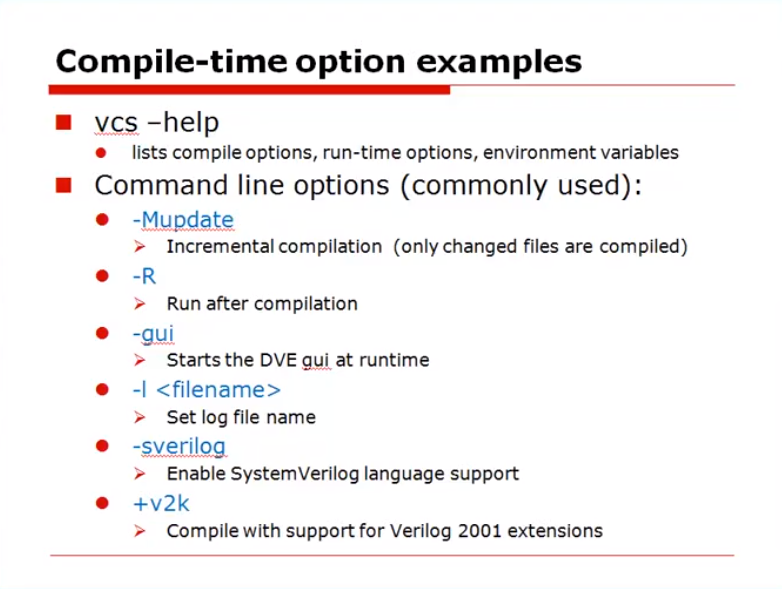 Compile-time option examples
vcs –help
lists compile options, run-time options, environment variables
Command line options (commonly used):
-Mupdate
Incremental compilation (only changed files are compiled)
-R
Run after compilation
-gui
Starts the DVE gui at runtime
-l <filename>
Set log file name
-sverilog
Enable SystemVerilog language support
+v2k
Compile with support for Verilog 2001 extensions